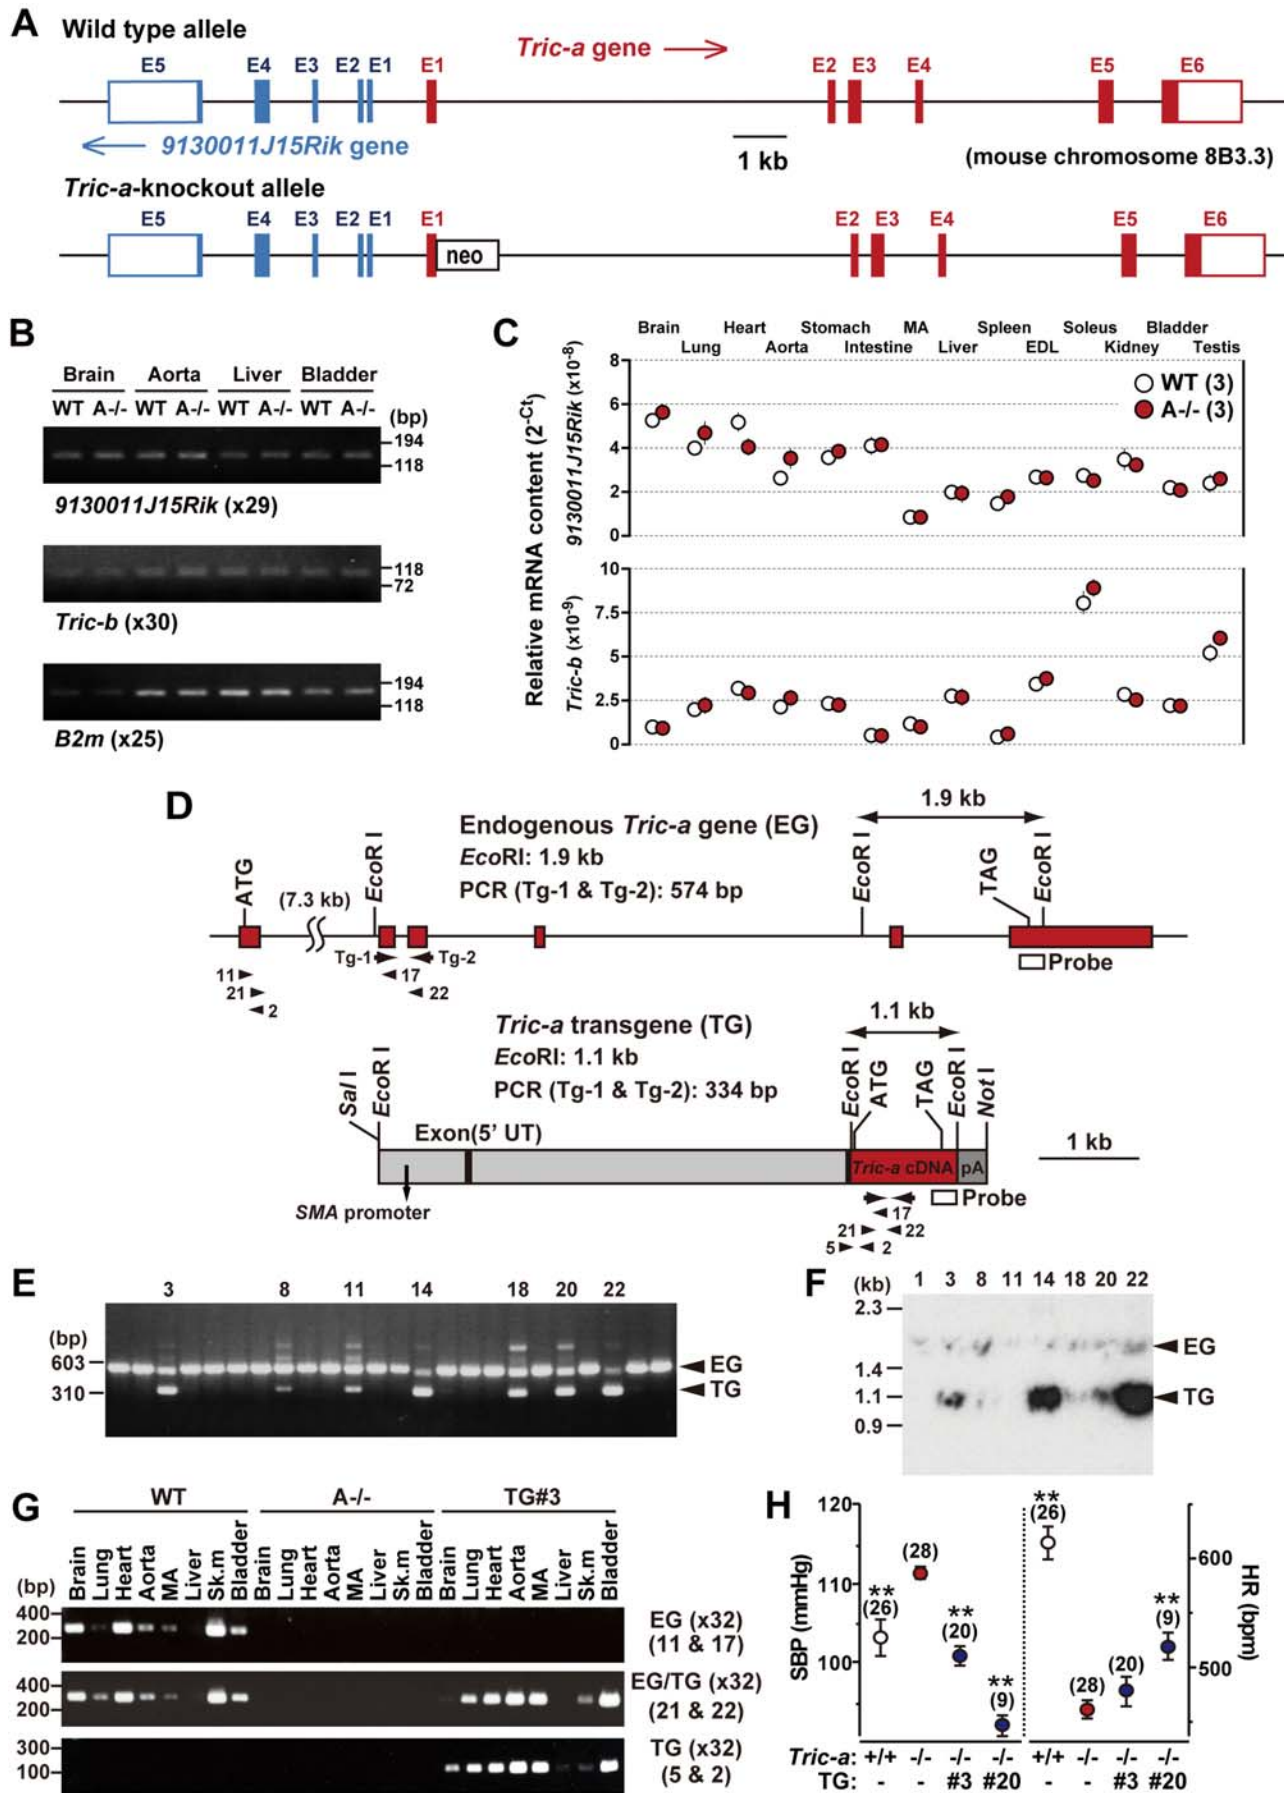 A
Wild type allele
Tric-a gene
E5 E4 E3 E2 E1 E1 E2 E3 E4 E5 E6
9130011J15Rik gene
1 kb
(mouse chromosome 8B3.3)
Tric-a-knockout allele
E5 E4 E3 E2 E1 E1 E2 E3 E4 E5 E6
neo
B
Brain Aorta Liver Bladder
WT A-/- WT A-/- WT A-/- WT A-/- (bp)
194
118
9130011J15Rik (x29)
118
72
Tric-b (x30)
194
118
B2m (x25)
C
Brain Heart Stomach MA Spleen Soleus Bladder
Lung Aorta Intestine Liver EDL Kidney Testis
Relative mRNA content (2-Ct)
9130011J15Rik (x10-8)
8
6
4
2
0
WT (3)
A-/- (3)
Tric-b (x10-9)
10
7.5
5
2.5
0
D
Endogenous Tric-a gene (EG)
EcoRI: 1.9 kb
PCR (Tg-1 & Tg-2): 574 bp
1.9 kb
ATG
(7.3 kb)
EcoR I
EcoR I
TAG
EcoR I
Tg-1
Tg-2
11
17
21
22
2
Probe
Tric-a transgene (TG)
EcoRI: 1.1 kb
PCR (Tg-1 & Tg-2): 334 bp
1.1 kb
Sal I
EcoR I
Exon(5' UT)
EcoR I
ATG
TAG
EcoR I
Not I
1 kb
Tric-a cDNA
pA
SMA promoter
Probe
17
21
22
5
2
E
3 8 11 14 18 20 22
(bp)
603
310
EG
TG
F
(kb) 1 3 8 11 14 18 20 22
2.3
1.4
1.1
0.9
EG
TG
G
WT A-/- TG#3
Brain Lung Heart Aorta MA Liver Sk.m Bladder Brain Lung Heart Aorta MA Liver Sk.m Bladder Brain Lung Heart Aorta MA Liver Sk.m Bladder
(bp)
400
200
EG (x32)
(11 & 17)
400
200
EG/TG (x32)
(21 & 22)
300
100
TG (x32)
(5 & 2)
H
SBP (mmHg)
120
110
100
**
(26)
(28)
**
(20)
**
(9)
**
(26)
(28)
(20)
**
(9)
600
500
HR (bpm)
Tric-a: +/+ -/- -/- -/- +/+ -/- -/- -/-
TG: - - #3 #20 - - #3 #20